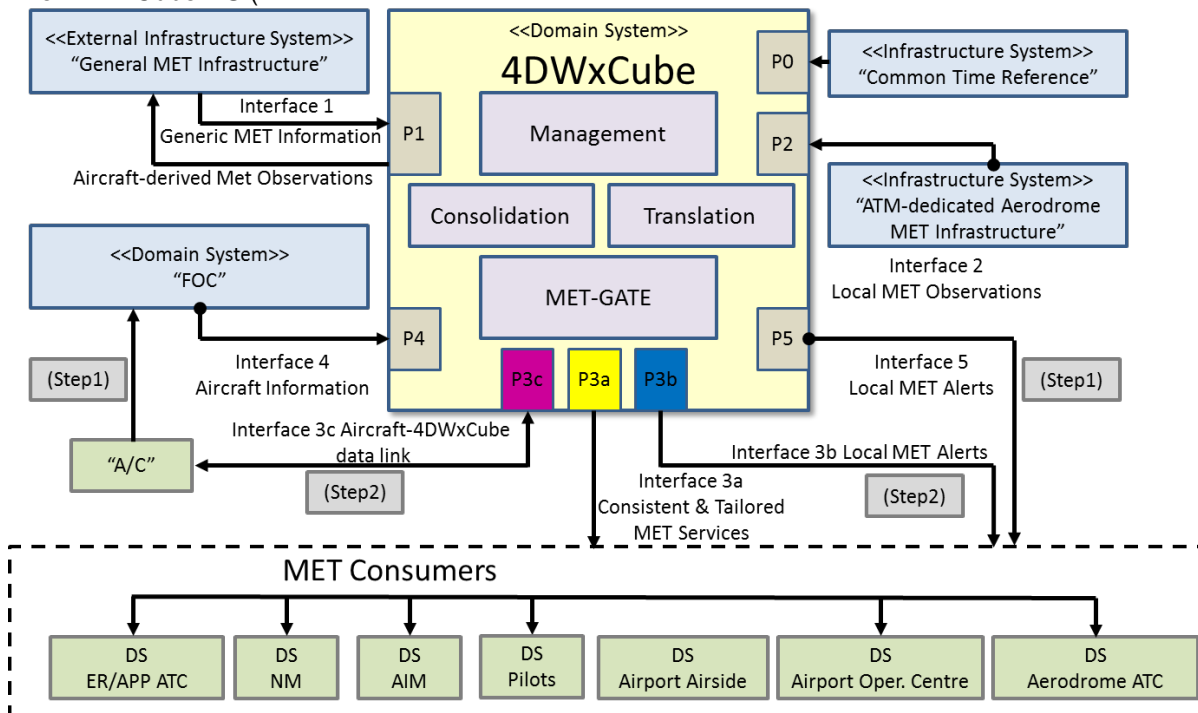 <<External Infrastructure System>>
“General MET Infrastructure”
Interface 1
Generic MET Information
Aircraft-derived Met Observations
<<Domain System>>
“FOC”
(Step1)
Interface 4
Aircraft Information
“A/C”
Interface 3c Aircraft-4DWxCube
data link
(Step2)
<<Domain System>>
4DWxCube
P0
P1
P2
Management
Consolidation
Translation
MET-GATE
P4
P5
P3c
P3a
P3b
<<Infrastructure System>>
“Common Time Reference”
<<Infrastructure System>>
“ATM-dedicated Aerodrome
MET Infrastructure”
Interface 2
Local MET Observations
Interface 5
Local MET Alerts
(Step1)
Interface 3b Local MET Alerts
(Step2)
Interface 3a
Consistent & Tailored
MET Services
MET Consumers
DS
ER/APP ATC
DS
NM
DS
AIM
DS
Pilots
DS
Airport Airside
DS
Airport Oper. Centre
DS
Aerodrome ATC